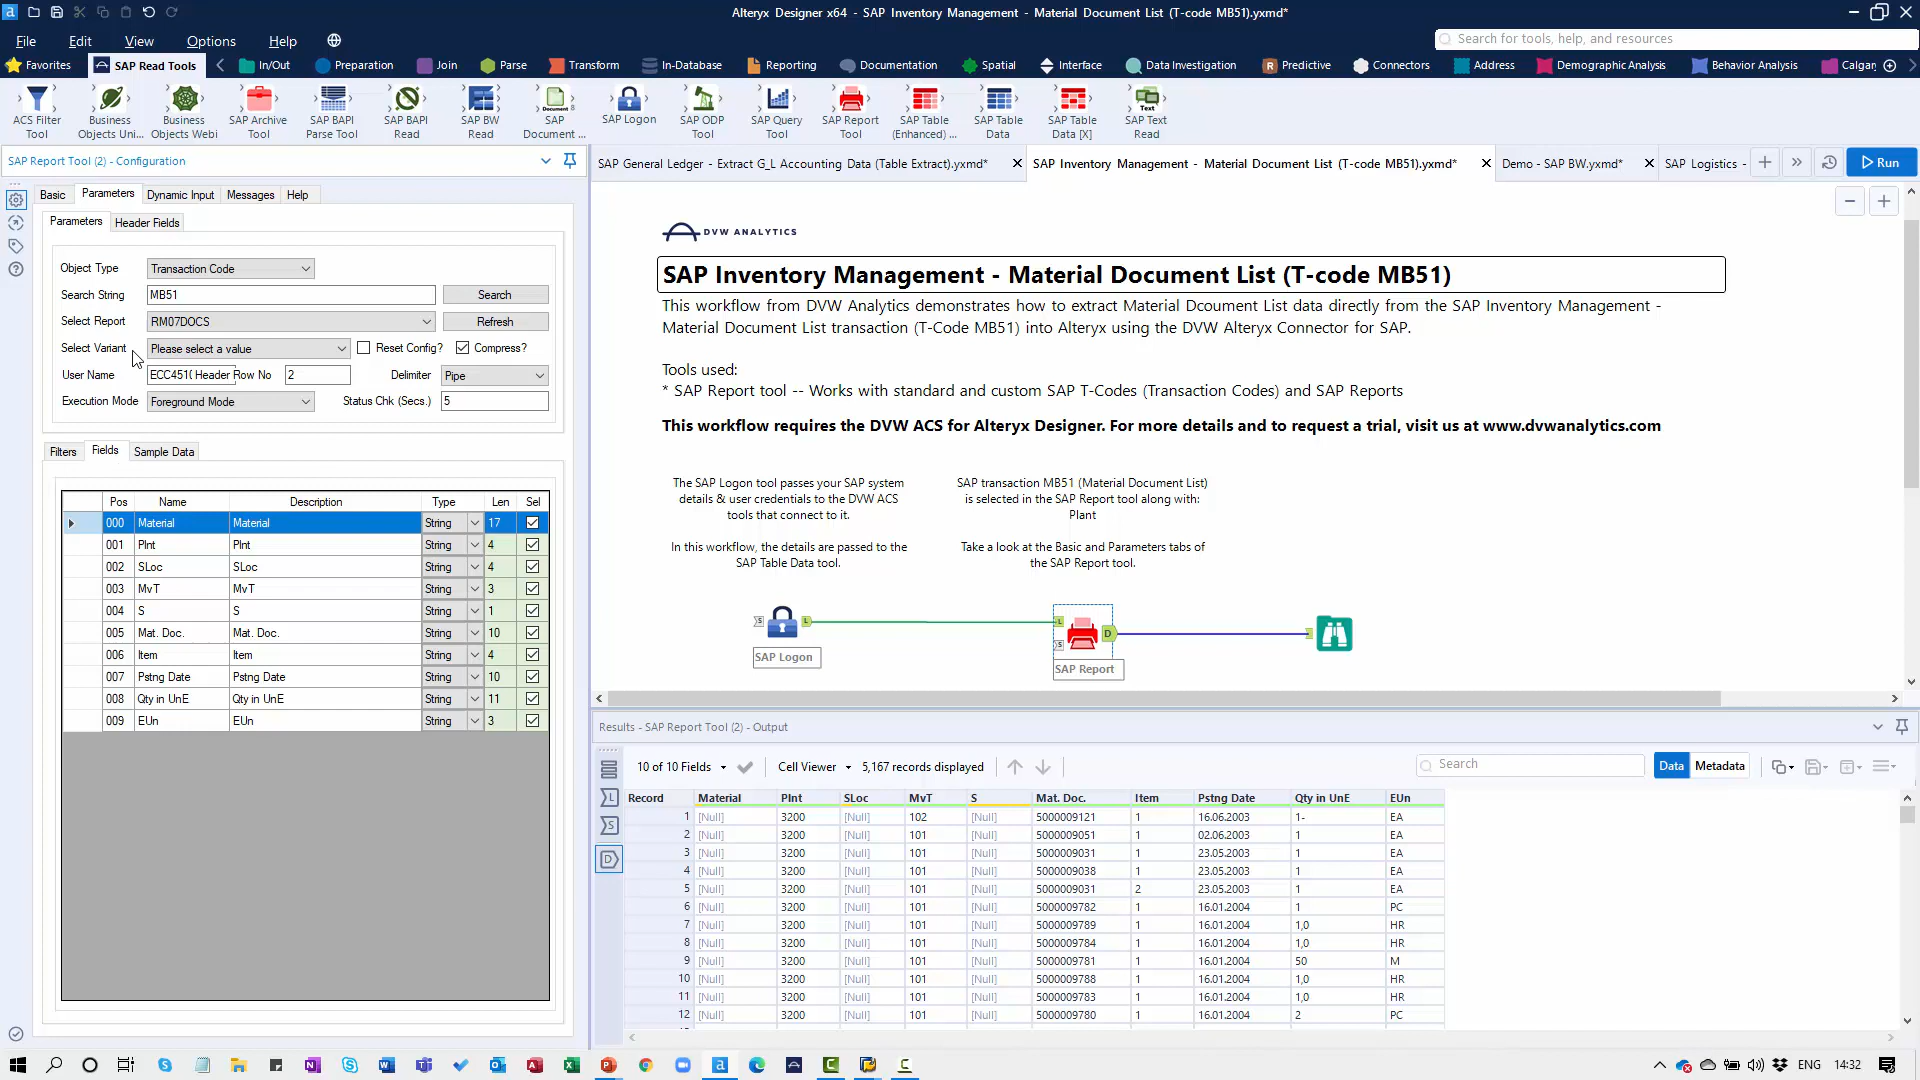 Alteryx Designer x64 - SAP Inventory Management - Material Document List (T-code MB51).yxmd*
File Edit View Options Help
Search for tools, help, and resources
Favorites SAP Read Tools In/Out Preparation Join Parse Transform In-Database Reporting Documentation Spatial Interface Data Investigation Predictive Connectors Address Demographic Analysis Behavior Analysis Calgary
ACS Filter Tool
Business Objects Uni...
Business Objects Webi
SAP Archive Tool
SAP BAPI Parse Tool
SAP BAPI Read
SAP BW Read
SAP Document ...
SAP Logon
SAP ODP Tool
SAP Query Tool
SAP Report Tool
SAP Table (Enhanced) ...
SAP Table Data
SAP Table Data [X]
SAP Text Read
SAP Report Tool (2) - Configuration
Basic Parameters Dynamic Input Messages Help
Parameters Header Fields
Object Type Transaction Code
Search String MB51 Search
Select Report RM07DOCS Refresh
Select Variant Please select a value Reset Config? Compress?
User Name ECC451( Header Row No 2 Delimiter Pipe
Execution Mode Foreground Mode Status Chk (Secs.) 5
Filters Fields Sample Data
Pos Name Description Type Len Sel
000 Material Material String 17
001 Plnt Plnt String 4
002 SLoc SLoc String 4
003 MvT MvT String 3
004 S S String 1
005 Mat. Doc. Mat. Doc. String 10
006 Item Item String 4
007 Pstng Date Pstng Date String 10
008 Qty in UnE Qty in UnE String 11
009 EUn EUn String 3
SAP General Ledger - Extract G_L Accounting Data (Table Extract).yxmd* SAP Inventory Management - Material Document List (T-code MB51).yxmd* Demo - SAP BW.yxmd* SAP Logistics - Run
DVW ANALYTICS
SAP Inventory Management - Material Document List (T-code MB51)
This workflow from DVW Analytics demonstrates how to extract Material Dcoument List data directly from the SAP Inventory Management -
Material Document List transaction (T-Code MB51) into Alteryx using the DVW Alteryx Connector for SAP.
Tools used:
* SAP Report tool -- Works with standard and custom SAP T-Codes (Transaction Codes) and SAP Reports
This workflow requires the DVW ACS for Alteryx Designer. For more details and to request a trial, visit us at www.dvwanalytics.com
The SAP Logon tool passes your SAP system
details & user credentials to the DVW ACS
tools that connect to it.
In this workflow, the details are passed to the
SAP Table Data tool.
SAP transaction MB51 (Material Document List)
is selected in the SAP Report tool along with:
Plant
Take a look at the Basic and Parameters tabs of
the SAP Report tool.
SAP Logon
SAP Report
Results - SAP Report Tool (2) - Output
10 of 10 Fields Cell Viewer 5,167 records displayed Search Data Metadata
Record Material Plnt SLoc MvT S Mat. Doc. Item Pstng Date Qty in UnE EUn
1 [Null] 3200 [Null] 102 [Null] 5000009121 1 16.06.2003 1- EA
2 [Null] 3200 [Null] 101 [Null] 5000009051 1 02.06.2003 1 EA
3 [Null] 3200 [Null] 101 [Null] 5000009031 1 23.05.2003 1 EA
4 [Null] 3200 [Null] 101 [Null] 5000009038 1 23.05.2003 1 EA
5 [Null] 3200 [Null] 101 [Null] 5000009031 2 23.05.2003 1 EA
6 [Null] 3200 [Null] 101 [Null] 5000009782 1 16.01.2004 1 PC
7 [Null] 3200 [Null] 101 [Null] 5000009789 1 16.01.2004 1,0 HR
8 [Null] 3200 [Null] 101 [Null] 5000009784 1 16.01.2004 1,0 HR
9 [Null] 3200 [Null] 101 [Null] 5000009781 1 16.01.2004 50 M
10 [Null] 3200 [Null] 101 [Null] 5000009788 1 16.01.2004 1,0 HR
11 [Null] 3200 [Null] 101 [Null] 5000009783 1 16.01.2004 1,0 HR
12 [Null] 3200 [Null] 101 [Null] 5000009780 1 16.01.2004 2 PC
ENG 14:32